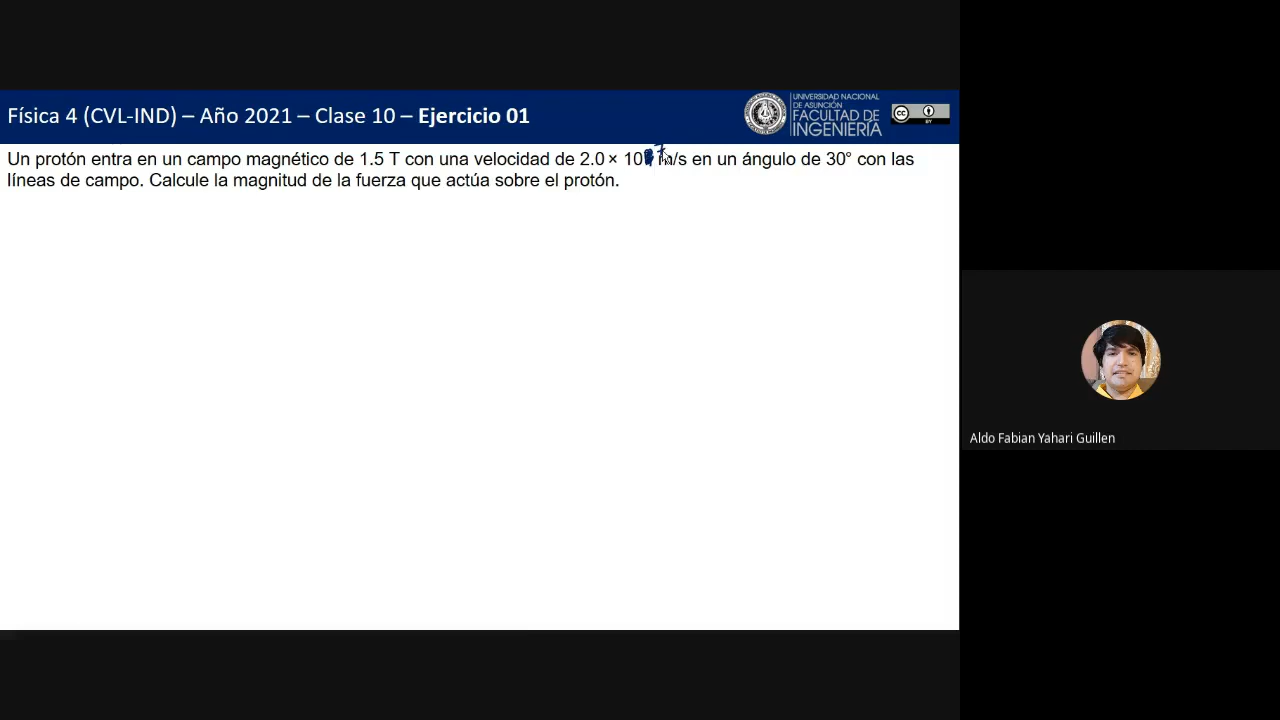 Física 4 (CVL-IND) – Año 2021 – Clase 10 – Ejercicio 01
UNIVERSIDAD NACIONAL
DE ASUNCIÓN
FACULTAD DE
INGENIERÍA
cc
BY
Un protón entra en un campo magnético de 1.5 T con una velocidad de 2.0 × 10⁷ m/s en un ángulo de 30° con las
líneas de campo. Calcule la magnitud de la fuerza que actúa sobre el protón.
Aldo Fabian Yahari Guillen